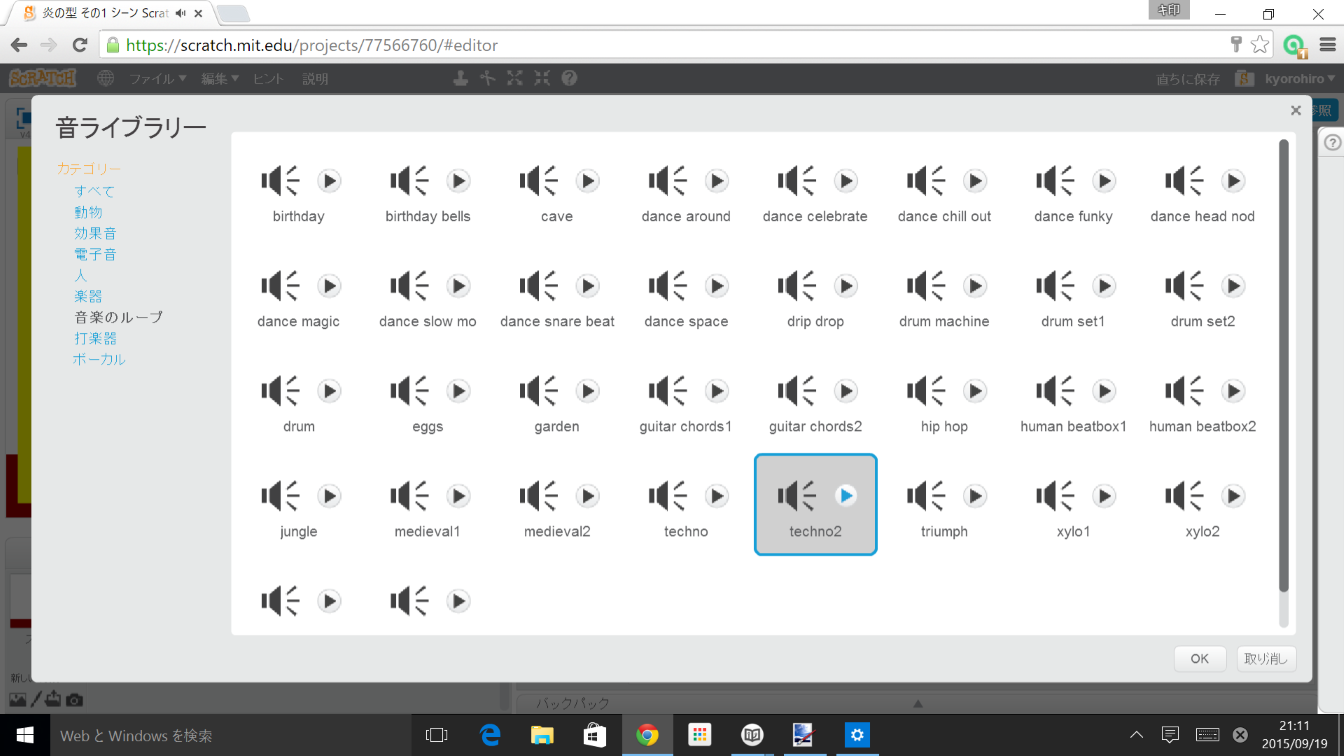 炎の型 その1 シーン Scrat
キ印
https://scratch.mit.edu/projects/77566760/#editor
SCRATCH ファイル▼ 編集▼ ヒント 説明 直ちに保存 kyorohiro▼
音ライブラリー
参照
カテゴリー
すべて
動物
効果音
電子音
人
楽器
音楽のループ
打楽器
ボーカル
birthday birthday bells cave dance around dance celebrate dance chill out dance funky dance head nod
dance magic dance slow mo dance snare beat dance space drip drop drum machine drum set1 drum set2
drum eggs garden guitar chords1 guitar chords2 hip hop human beatbox1 human beatbox2
jungle medieval1 medieval2 techno techno2 triumph xylo1 xylo2
OK 取り消し
新し
バックパック
Web と Windows を検索
21:11
2015/09/19